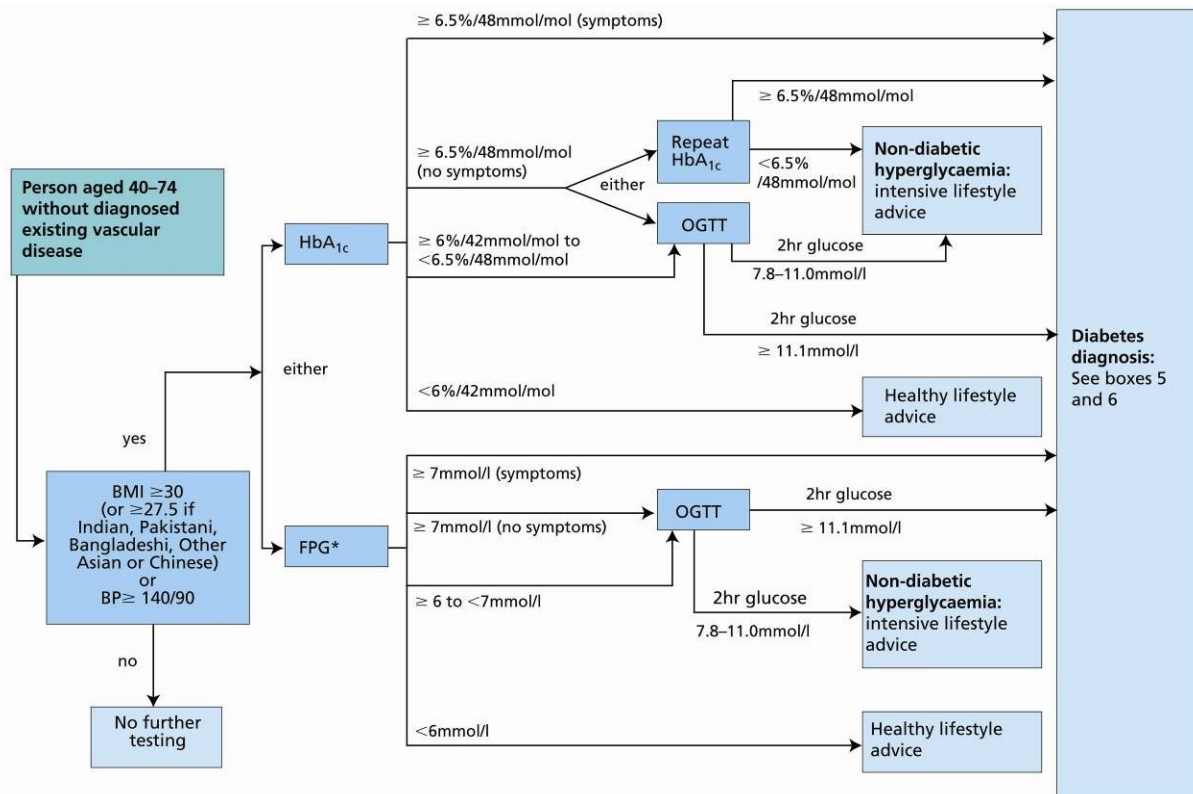 Person aged 40–74
without diagnosed
existing vascular
disease
BMI ≥30
(or ≥27.5 if
Indian, Pakistani,
Bangladeshi, Other
Asian or Chinese)
or
BP≥ 140/90
yes
no
No further
testing
either
HbA1c
≥ 6.5%/48mmol/mol (symptoms)
≥ 6.5%/48mmol/mol
(no symptoms)
either
Repeat
HbA1c
≥ 6.5%/48mmol/mol
<6.5%
/48mmol/mol
Non-diabetic
hyperglycaemia:
intensive lifestyle
advice
≥ 6%/42mmol/mol to
<6.5%/48mmol/mol
OGTT
2hr glucose
7.8–11.0mmol/l
2hr glucose
≥ 11.1mmol/l
<6%/42mmol/mol
Healthy lifestyle
advice
FPG*
≥ 7mmol/l (symptoms)
≥ 7mmol/l (no symptoms)
OGTT
2hr glucose
≥ 11.1mmol/l
≥ 6 to <7mmol/l
2hr glucose
7.8–11.0mmol/l
Non-diabetic
hyperglycaemia:
intensive lifestyle
advice
<6mmol/l
Healthy lifestyle
advice
Diabetes
diagnosis:
See boxes 5
and 6